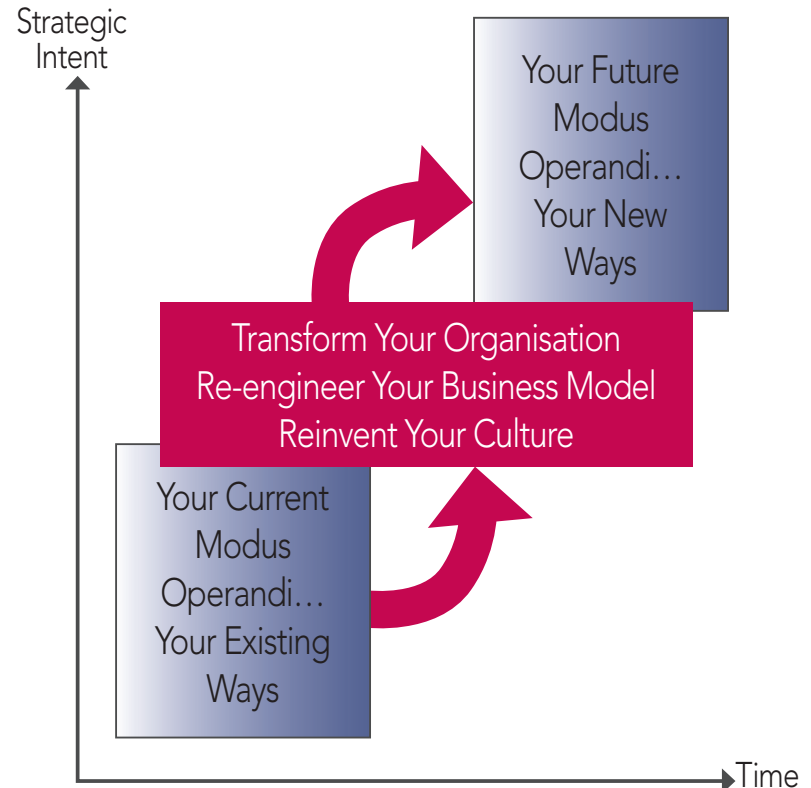 Strategic
Intent
Your Future
Modus
Operandi…
Your New
Ways
Transform Your Organisation
Re-engineer Your Business Model
Reinvent Your Culture
Your Current
Modus
Operandi…
Your Existing
Ways
Time